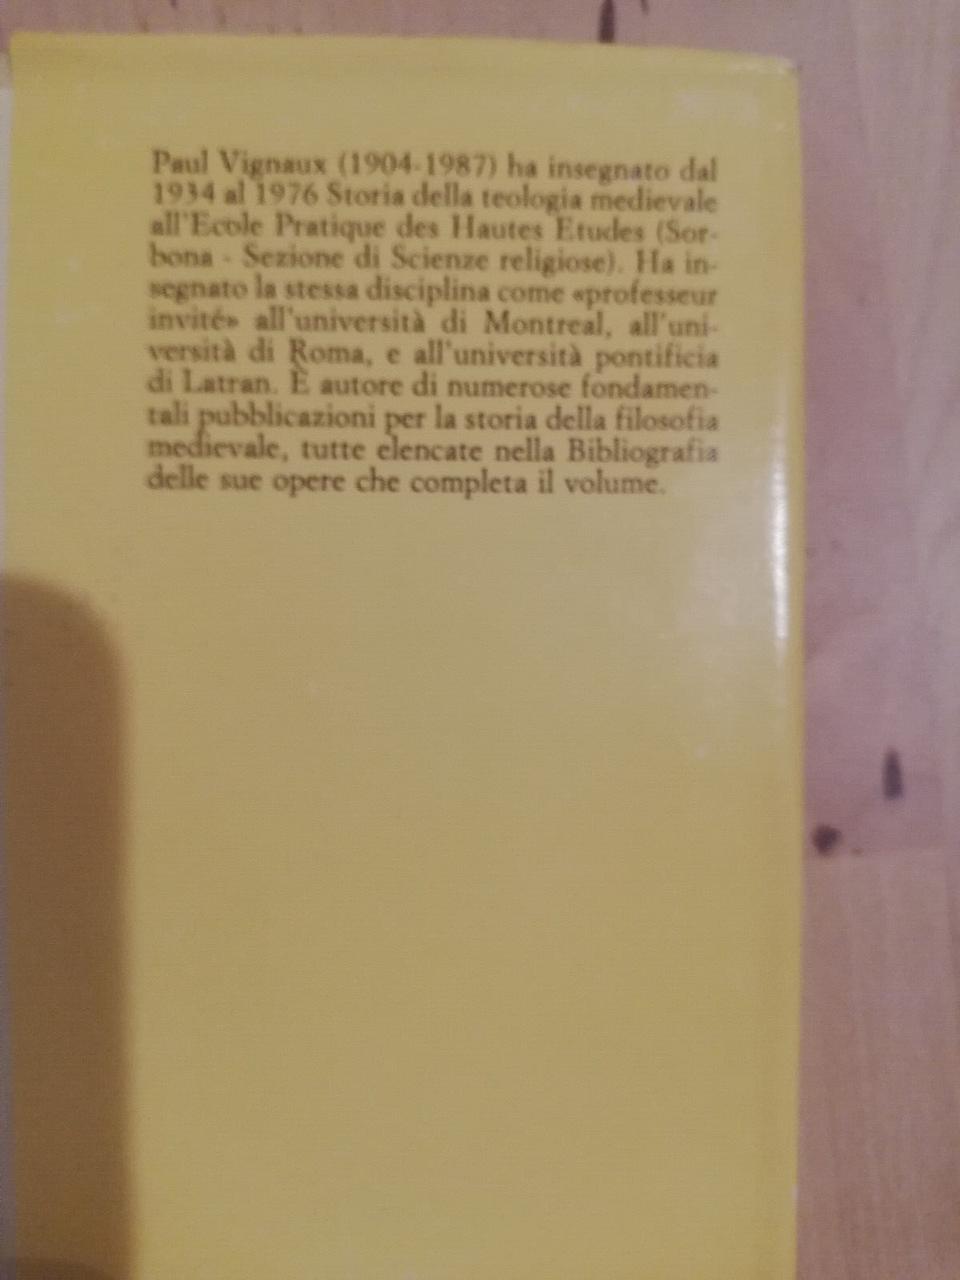 Paul Vignaux (1904-1987) ha insegnato dal
1934 al 1976 Storia della teologia medievale
all'Ecole Pratique des Hautes Etudes (Sor-
bona - Sezione di Scienze religiose). Ha in-
segnato la stessa disciplina come «professeur
invité» all'università di Montreal, all'uni-
versità di Roma, e all'università pontificia
di Latran. È autore di numerose fondamen-
tali pubblicazioni per la storia della filosofia
medievale, tutte elencate nella Bibliografia
delle sue opere che completa il volume.